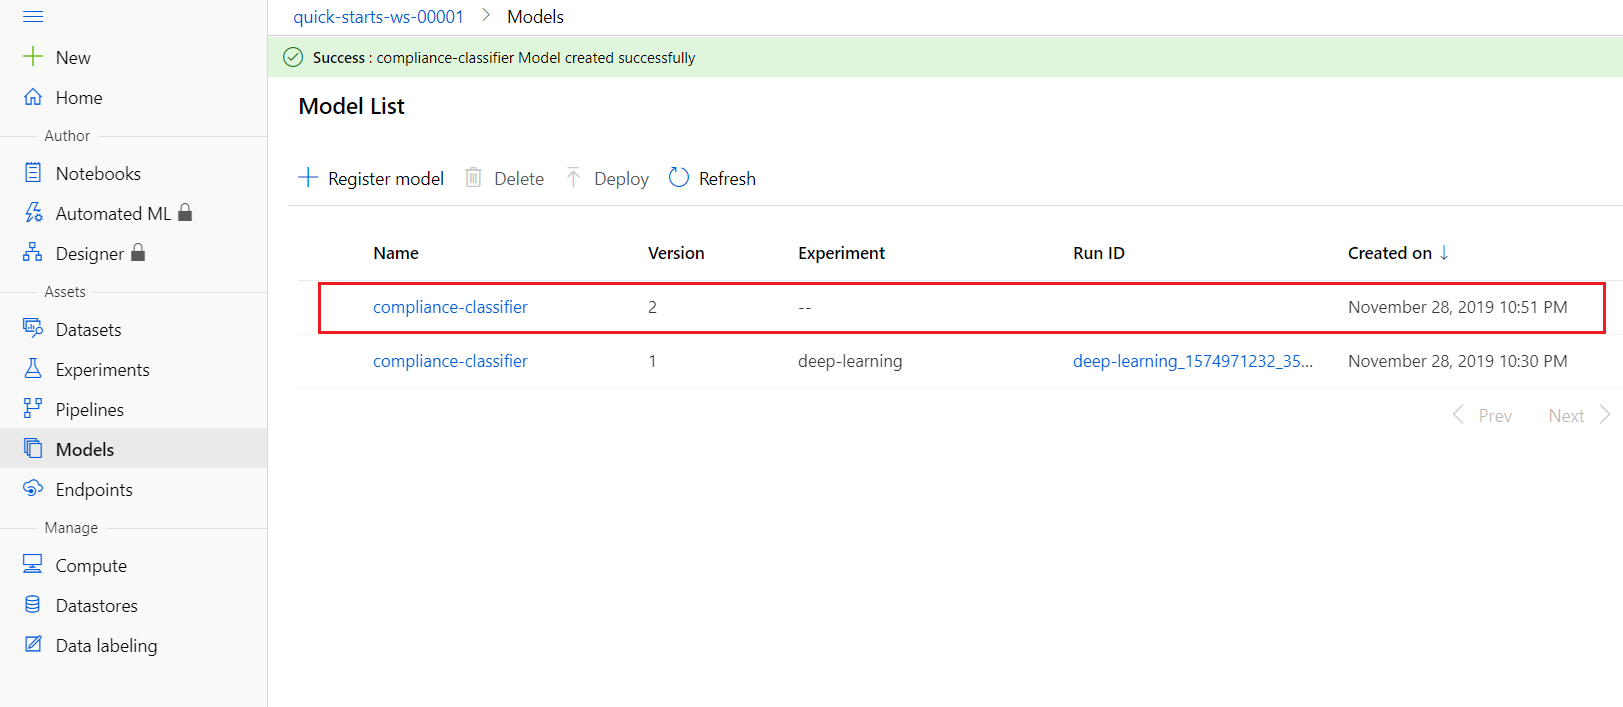 quick-starts-ws-00001 > Models
New
Success : compliance-classifier Model created successfully
Home
Model List
Author
Notebooks
Automated ML
Designer
Assets
Datasets
Experiments
Pipelines
Models
Endpoints
Manage
Compute
Datastores
Data labeling
Register model Delete Deploy Refresh
Name Version Experiment Run ID Created on ↓
compliance-classifier 2 -- November 28, 2019 10:51 PM
compliance-classifier 1 deep-learning deep-learning_1574971232_35... November 28, 2019 10:30 PM
< Prev Next >